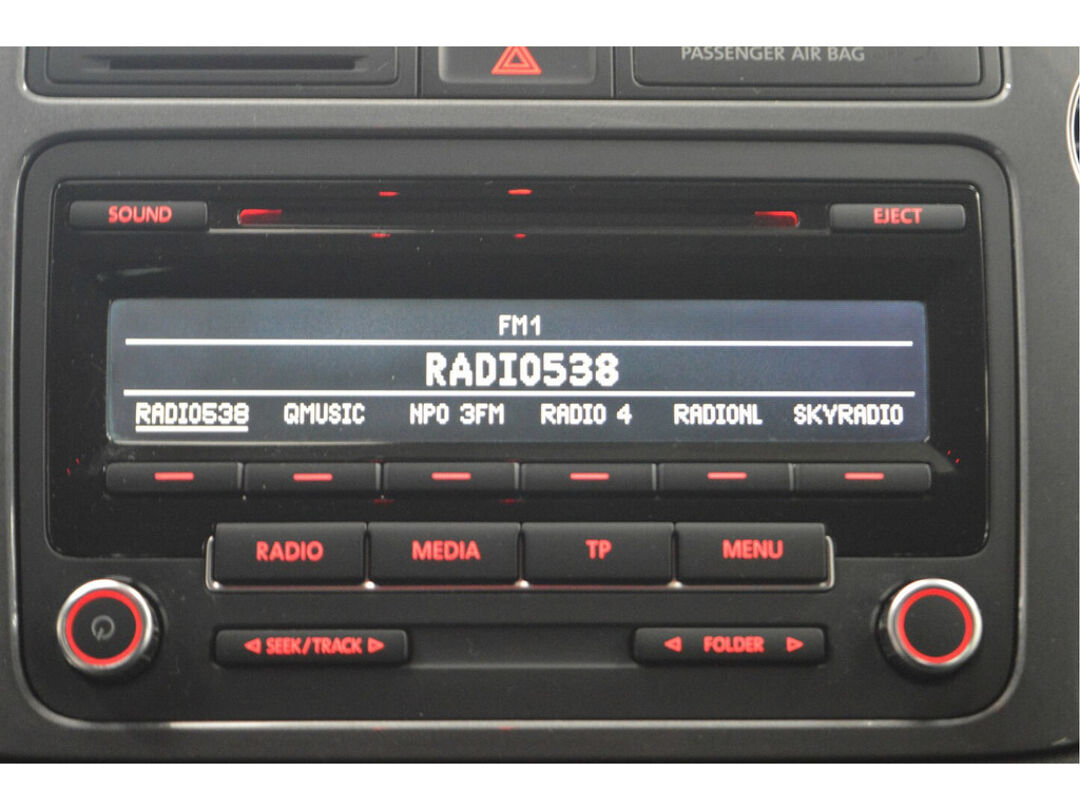 PASSENGER AIR BAG
SOUND
EJECT
FM1
RADIO538
RADIO538 QMUSIC NPO 3FM RADIO 4 RADIONL SKYRADIO
RADIO MEDIA TP MENU
SEEK/TRACK FOLDER